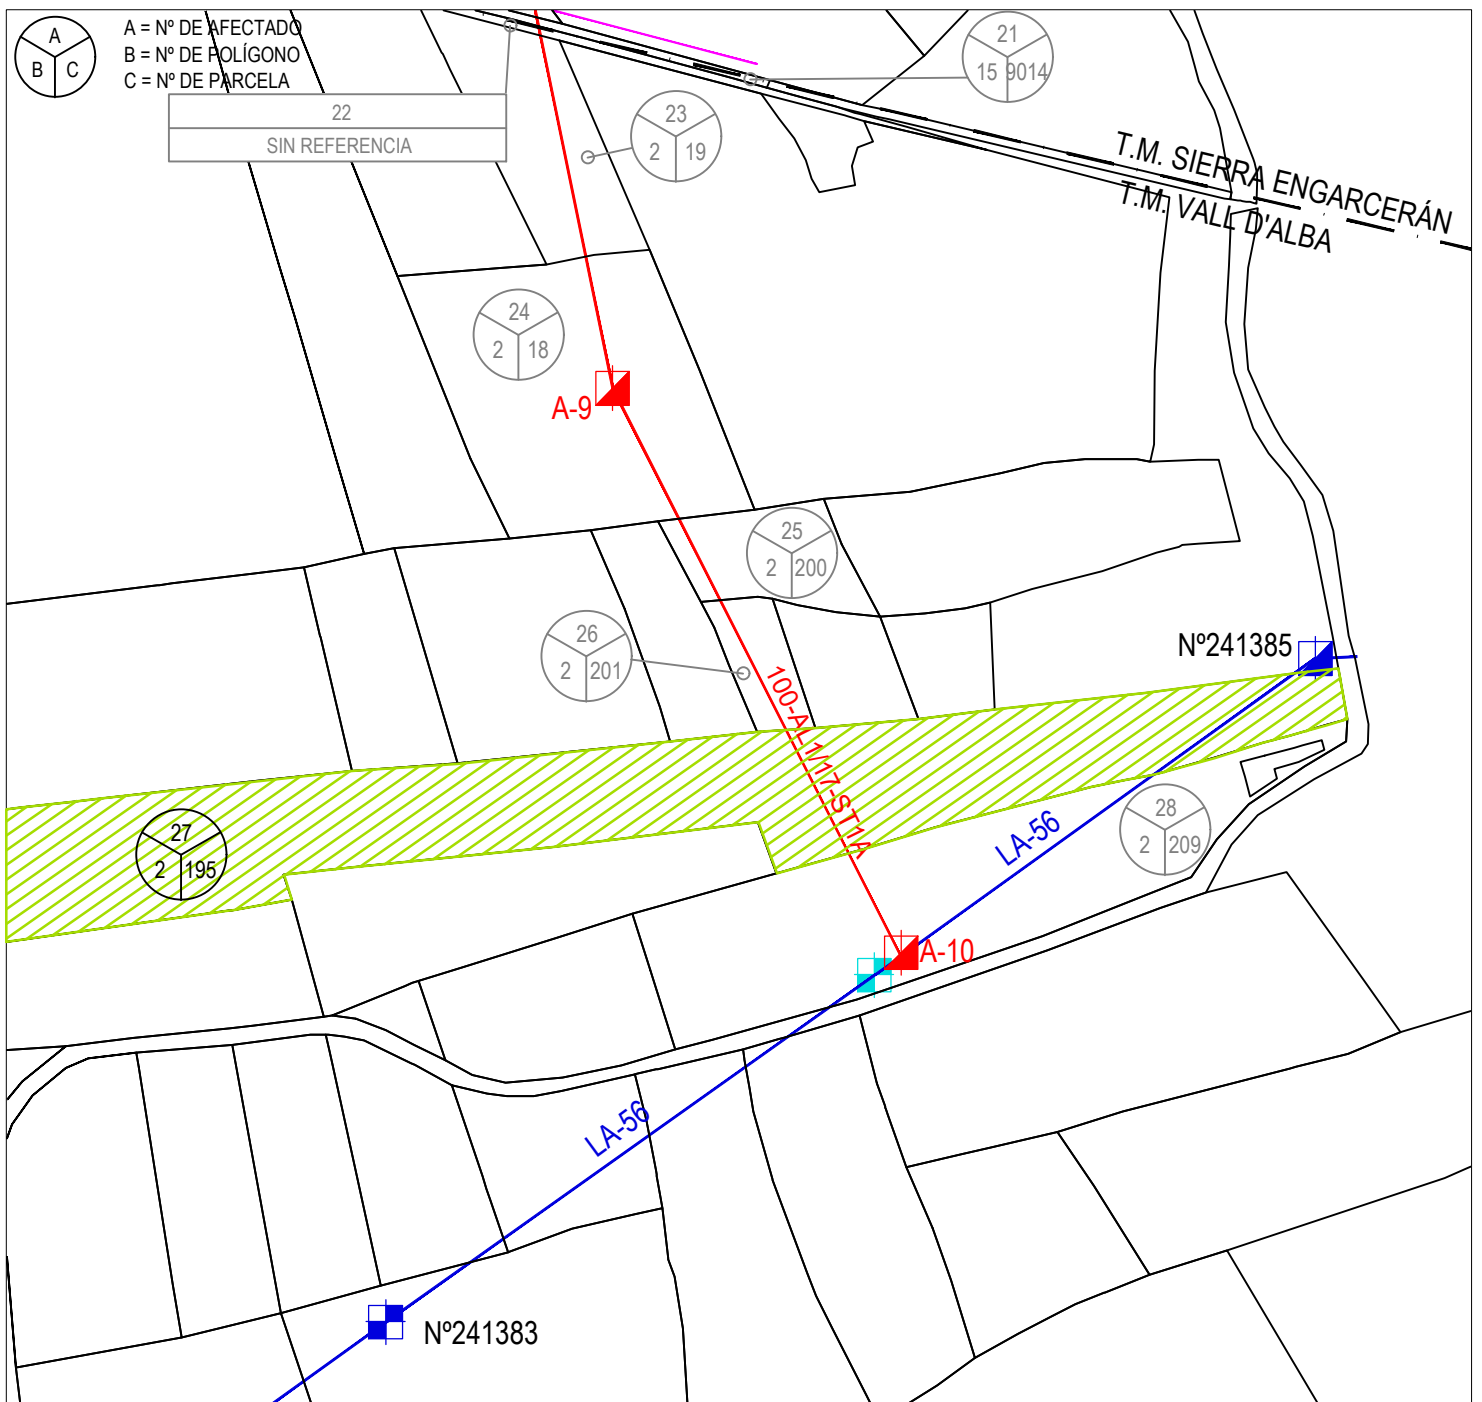 A
B C
A = Nº DE AFECTADO
B = Nº DE POLÍGONO
C = Nº DE PARCELA
22
SIN REFERENCIA
21
15 9014
23
2 19
T.M. SIERRA ENGARCERÁN
T.M. VALL D'ALBA
24
2 18
A-9
25
2 200
26
2 201
Nº241385
100-AL1/17-ST1A
27
2 195
28
2 209
LA-56
A-10
LA-56
Nº241383